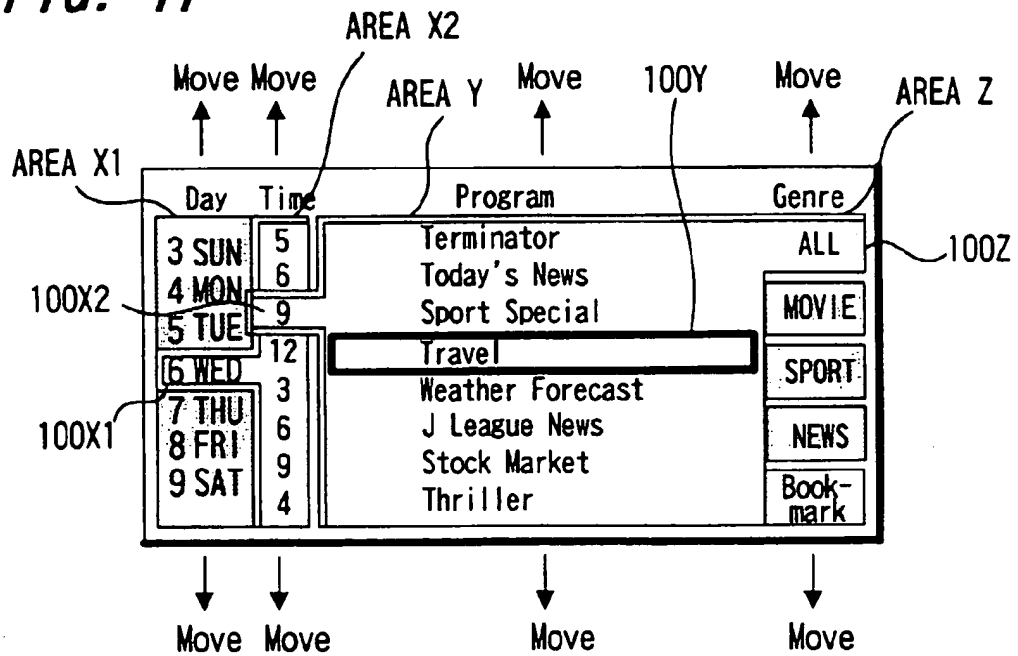 FIG. 17
AREA X2
Move Move
AREA Y
Move
100Y
Move
AREA Z
AREA X1
Day Time Program Genre
3 SUN
4 MON
5 TUE
6 WED
7 THU
8 FRI
9 SAT
5
6
9
12
3
6
9
4
Terminator
Today's News
Sport Special
Travel
Weather Forecast
J League News
Stock Market
Thriller
ALL
MOVIE
SPORT
NEWS
Book-
mark
100Z
100X2
100X1
Move Move Move Move